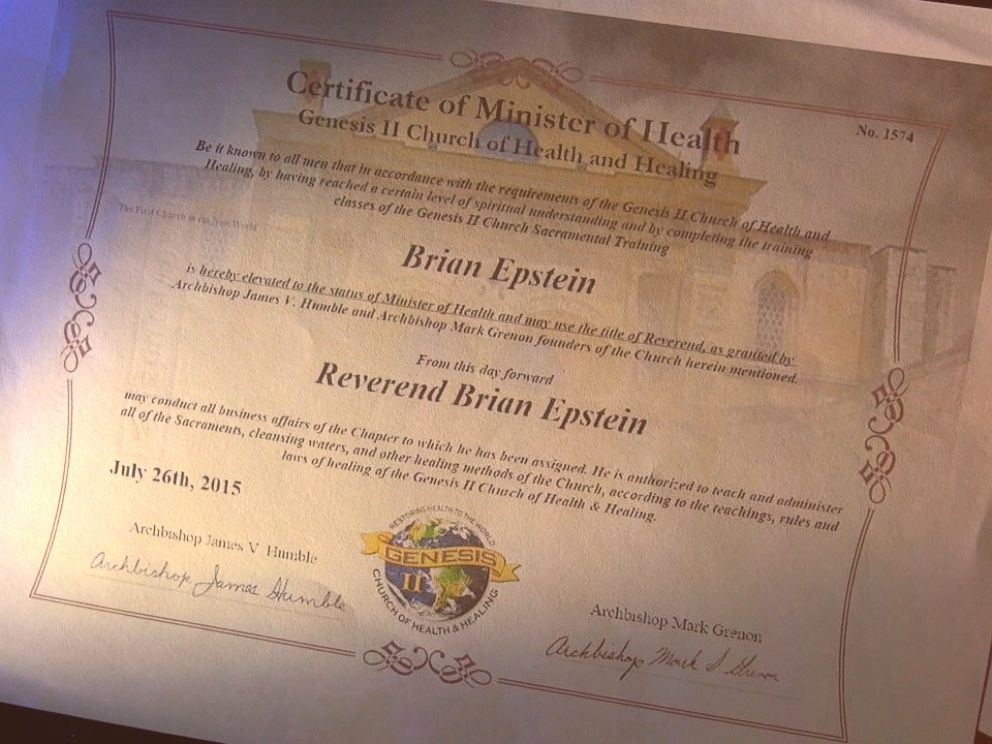 Certificate of Minister of Health
No. 1574
Genesis II Church of Health and Healing
Be it known to all men that in accordance with the requirements of the Genesis II Church of Health and
Healing, by having reached a certain level of spiritual understanding and by completing the training
classes of the Genesis II Church Sacramental Training
The First Church in the New World
Brian Epstein
is hereby elevated to the status of Minister of Health and may use the title of Reverend, as granted by
Archbishop James V. Humble and Archbishop Mark Grenon founders of the Church herein mentioned.
From this day forward
Reverend Brian Epstein
may conduct all business affairs of the Chapter to which he has been assigned. He is authorized to teach and administer
all of the Sacraments, cleansing waters, and other healing methods of the Church, according to the teachings, rules and
laws of healing of the Genesis II Church of Health & Healing.
July 26th, 2015
Archbishop James V Humble
Archbishop James Humble
RESTORING HEALTH TO THE WORLD
GENESIS
II
CHURCH OF HEALTH & HEALING
Archbishop Mark Grenon
Archbishop Mark S Grenon